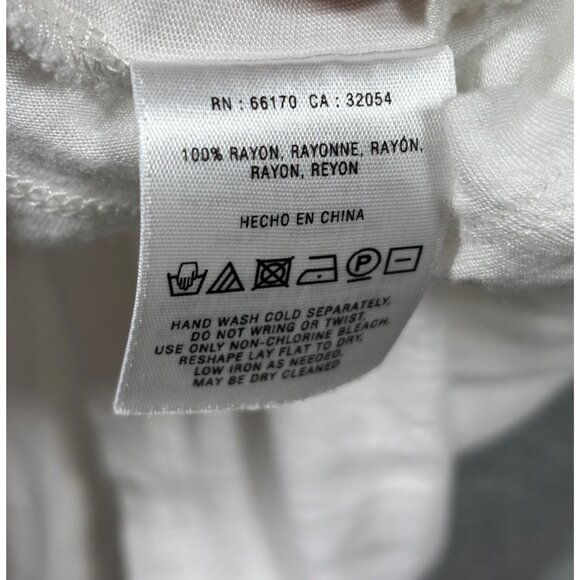 RN : 66170 CA : 32054
100% RAYON, RAYONNE, RAYÓN,
RAYON, REYON
HECHO EN CHINA
P
HAND WASH COLD SEPARATELY.
DO NOT WRING OR TWIST.
USE ONLY NON-CHLORINE BLEACH.
RESHAPE LAY FLAT TO DRY.
LOW IRON AS NEEDED.
MAY BE DRY CLEANED